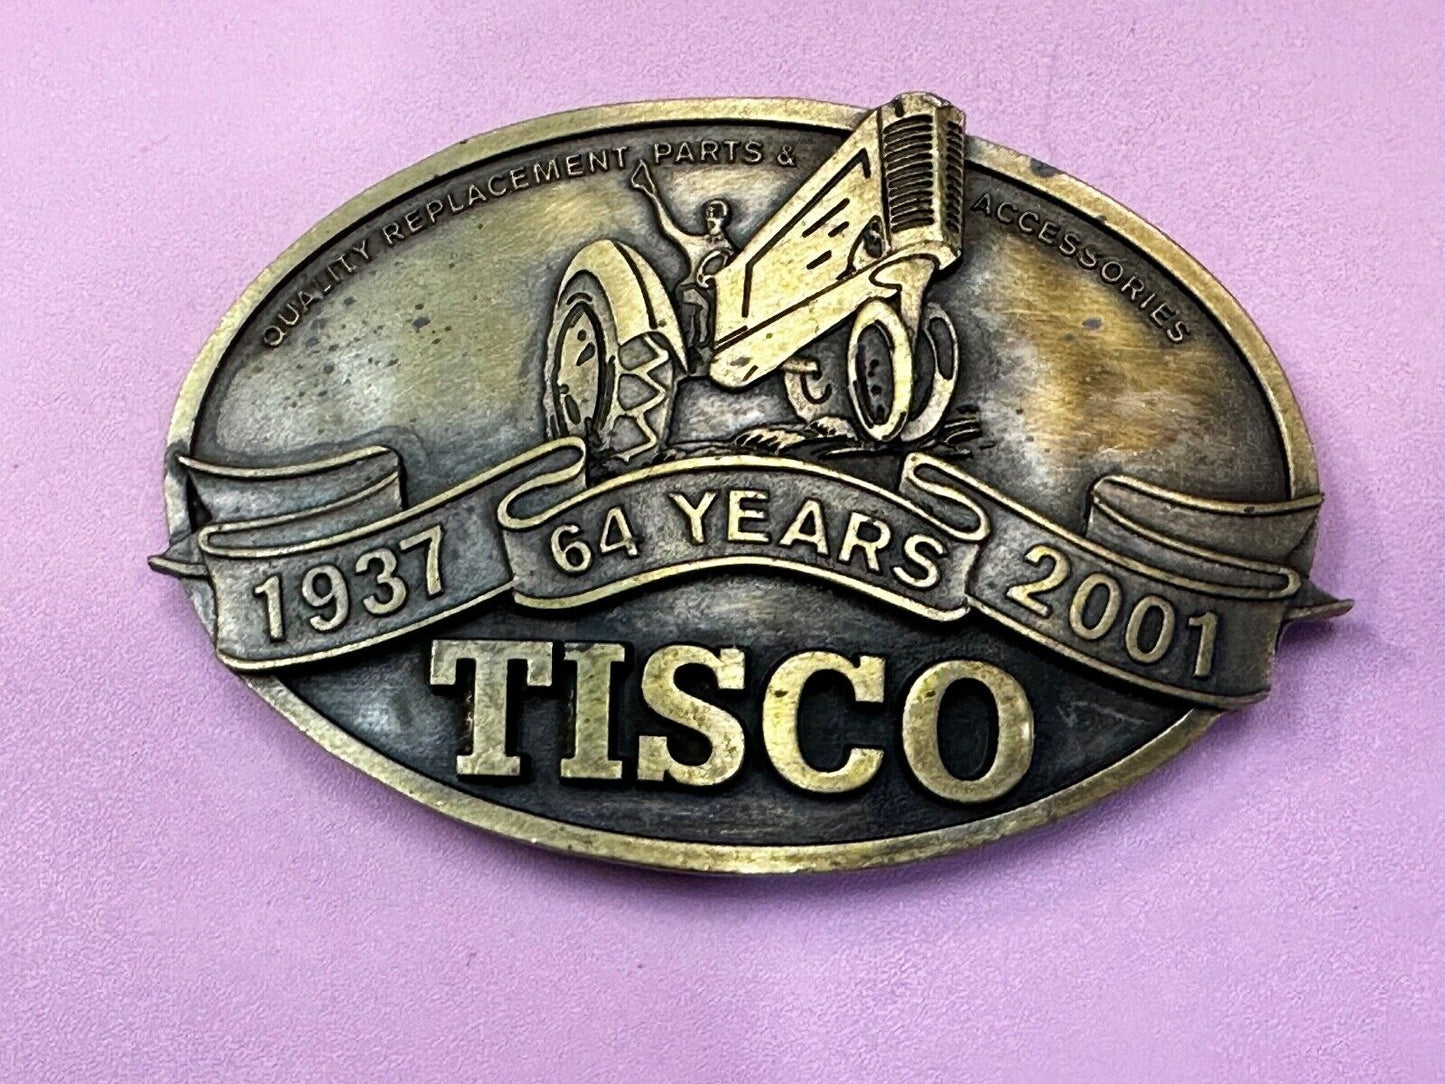 QUALITY REPLACEMENT PARTS & ACCESSORIES
1937 64 YEARS 2001
TISCO